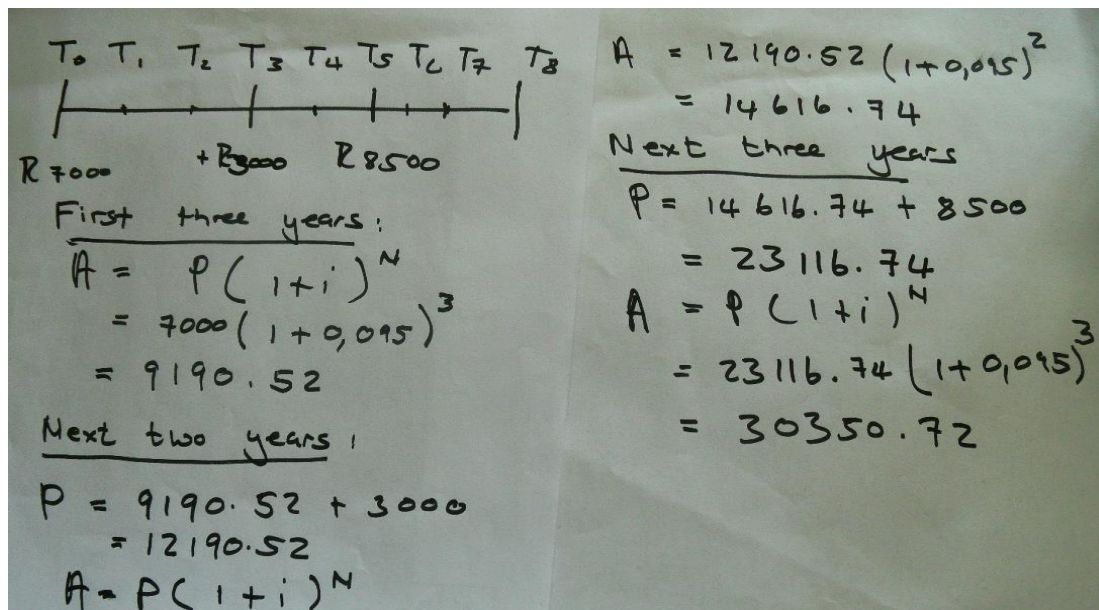 T₀ T₁ T₂ T₃ T₄ T₅ T₆ T₇ T₈
R7000 + R3000 R8500
First three years:
A = P(1+i)ᴺ
= 7000(1+0,095)³
= 9190.52
Next two years:
P = 9190.52 + 3000
= 12190.52
A = P(1+i)ᴺ
A = 12190.52(1+0,095)²
= 14616.74
Next three years
P = 14616.74 + 8500
= 23116.74
A = P(1+i)ᴺ
= 23116.74(1+0,095)³
= 30350.72